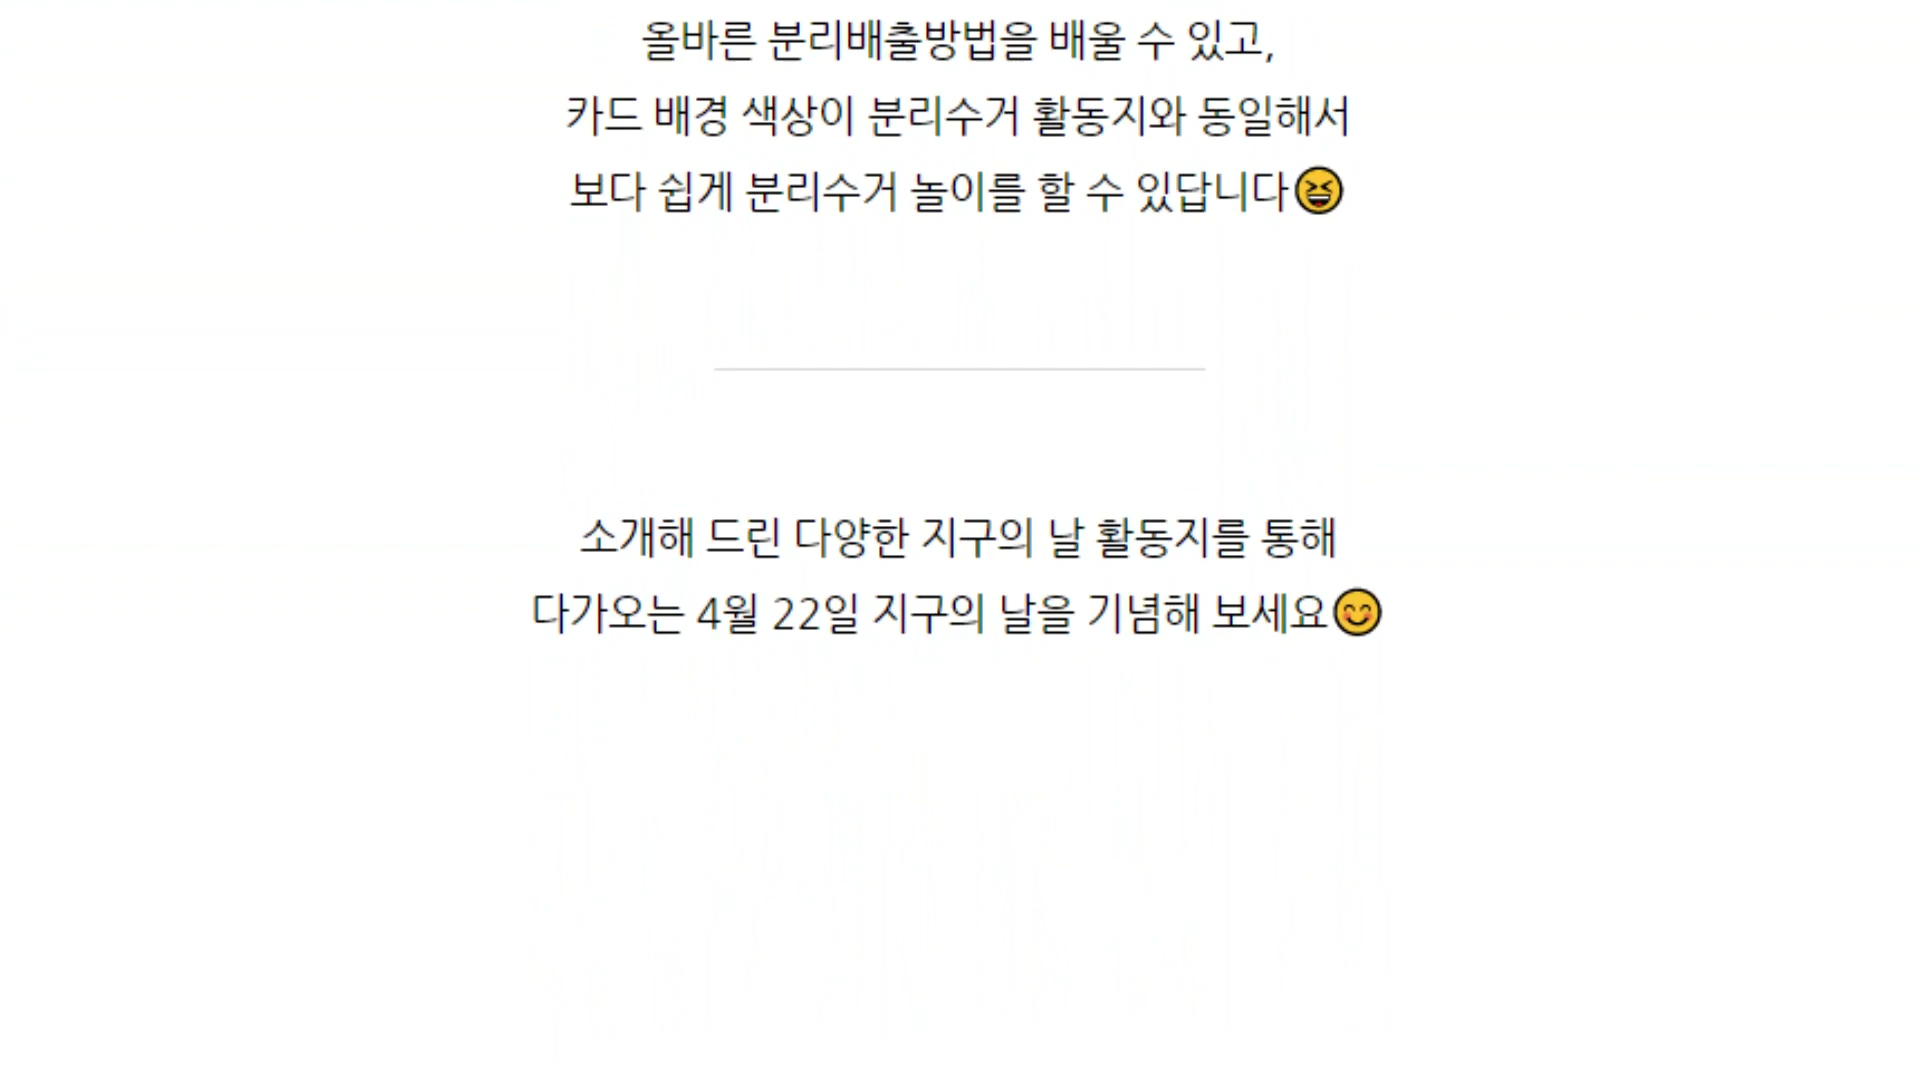 올바른 분리배출방법을 배울 수 있고,
카드 배경 색상이 분리수거 활동지와 동일해서
보다 쉽게 분리수거 놀이를 할 수 있답니다😆
소개해 드린 다양한 지구의 날 활동지를 통해
다가오는 4월 22일 지구의 날을 기념해 보세요😊